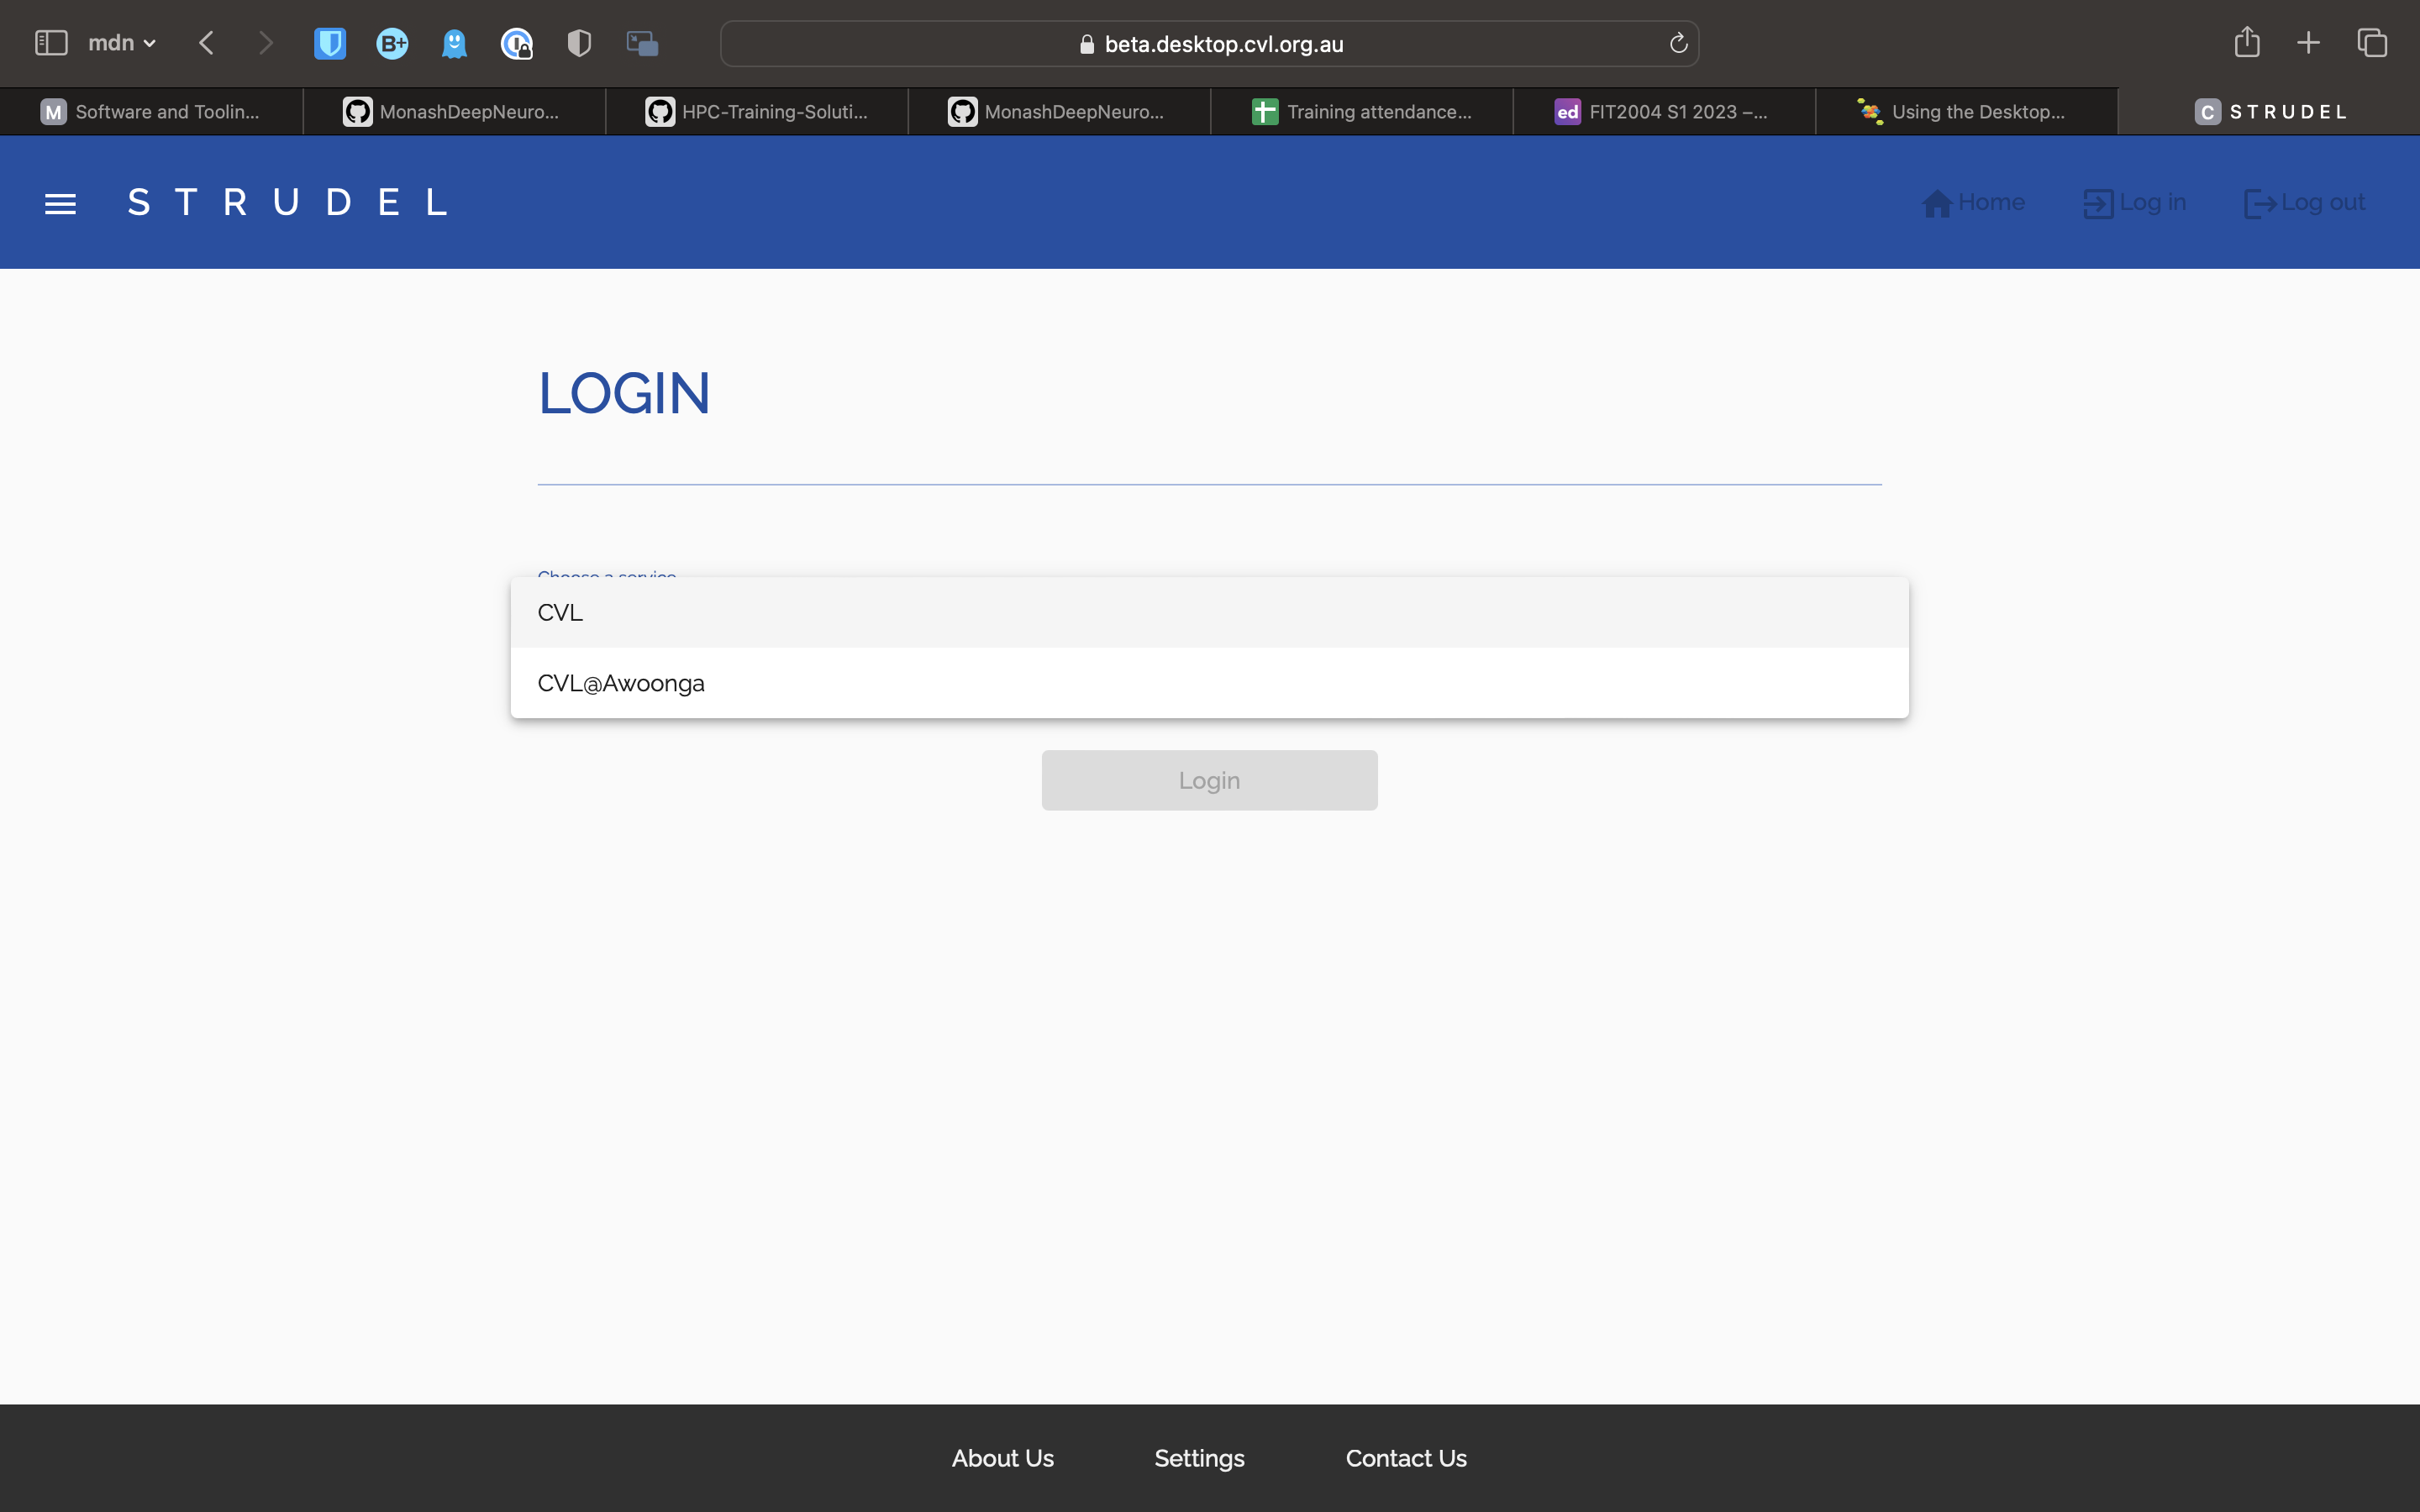 mdn
beta.desktop.cvl.org.au
M Software and Toolin...
MonashDeepNeuro...
HPC-Training-Soluti...
MonashDeepNeuro...
Training attendance...
ed FIT2004 S1 2023 –...
Using the Desktop...
C STRUDEL
STRUDEL
Home
Log in
Log out
LOGIN
Choose a service
CVL
CVL@Awoonga
Login
About Us
Settings
Contact Us